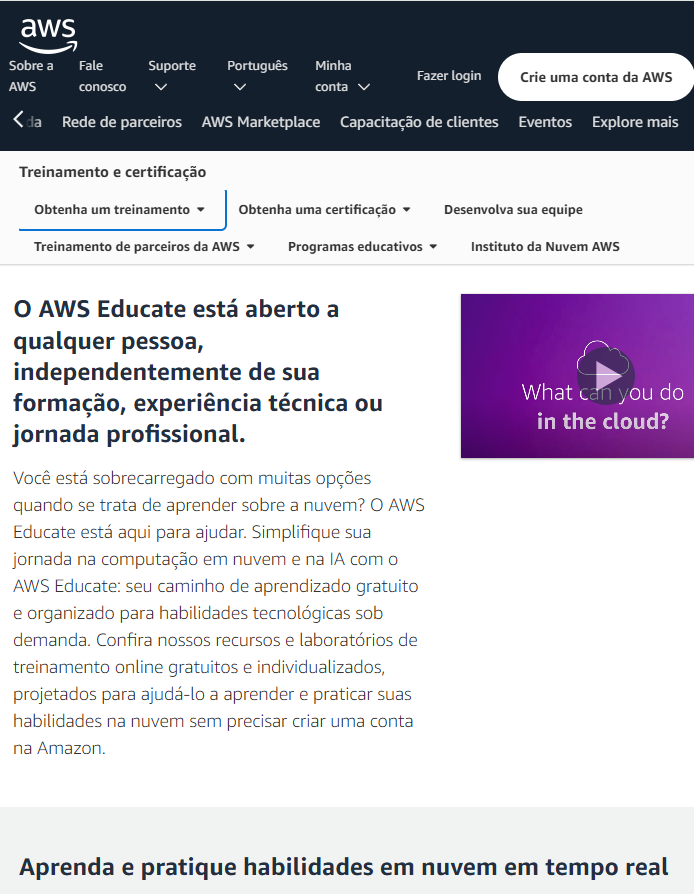 aws
Sobre a AWS
Fale conosco
Suporte
Português
Minha conta
Fazer login
Crie uma conta da AWS
da
Rede de parceiros
AWS Marketplace
Capacitação de clientes
Eventos
Explore mais
Treinamento e certificação
Obtenha um treinamento
Obtenha uma certificação
Desenvolva sua equipe
Treinamento de parceiros da AWS
Programas educativos
Instituto da Nuvem AWS
O AWS Educate está aberto a
qualquer pessoa,
independentemente de sua
formação, experiência técnica ou
jornada profissional.
What can you do
in the cloud?
Você está sobrecarregado com muitas opções
quando se trata de aprender sobre a nuvem? O AWS
Educate está aqui para ajudar. Simplifique sua
jornada na computação em nuvem e na IA com o
AWS Educate: seu caminho de aprendizado gratuito
e organizado para habilidades tecnológicas sob
demanda. Confira nossos recursos e laboratórios de
treinamento online gratuitos e individualizados,
projetados para ajudá-lo a aprender e praticar suas
habilidades na nuvem sem precisar criar uma conta
na Amazon.
Aprenda e pratique habilidades em nuvem em tempo real